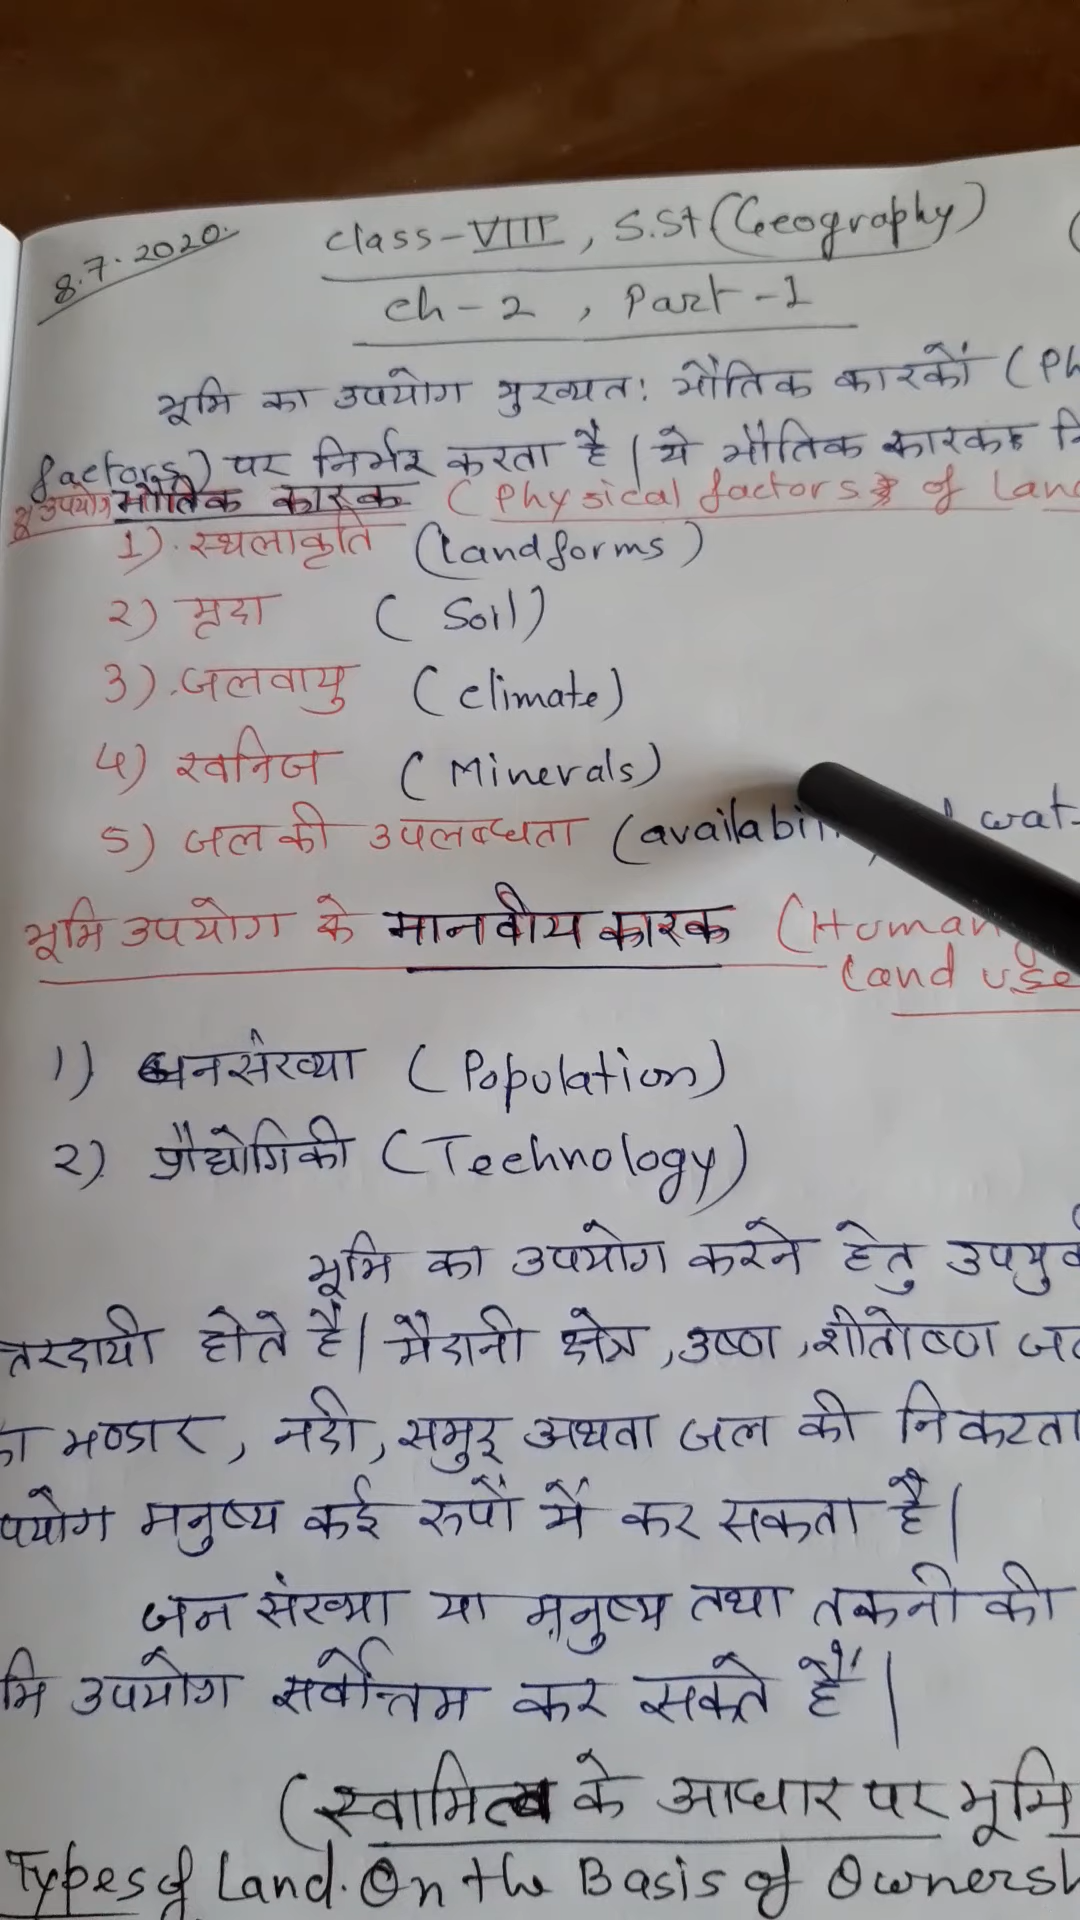 8.7.2020.
Class-VIII, S.St (Geography)
Ch-2, Part-1
भूमि का उपयोग मुख्यत: भौतिक कारकों (Ph
factors) पर निर्भर करता है | ये भौतिक कारक
उपयोग भौतिक कारक (Physical factors of Lan
1). स्थलाकृति (Landforms)
2) मृदा (Soil)
3). जलवायु (Climate)
4) खनिज (Minerals)
5) जल की उपलब्धता (availabi wat-
भूमि उपयोग के मानवीय कारक (Human
Land use
1) जनसंख्या (Population)
2). प्रौद्योगिकी (Technology)
भूमि का उपयोग करने हेतु उपयुक
तरदायी होते है | मैदानी क्षेत्र, उष्ण, शीतोष्ण जल
का भण्डार, नदी, समुद्र अथवा जल की निकटता
पयोग मनुष्य कई रुपों में कर सकता है |
जन संख्या या मनुष्य तथा तकनी की
मि उपयोग सर्वोत्तम कर सकते हैं |
(स्वामित्व के आधार पर भूमि
Types of Land. On the Basis of Ownersh